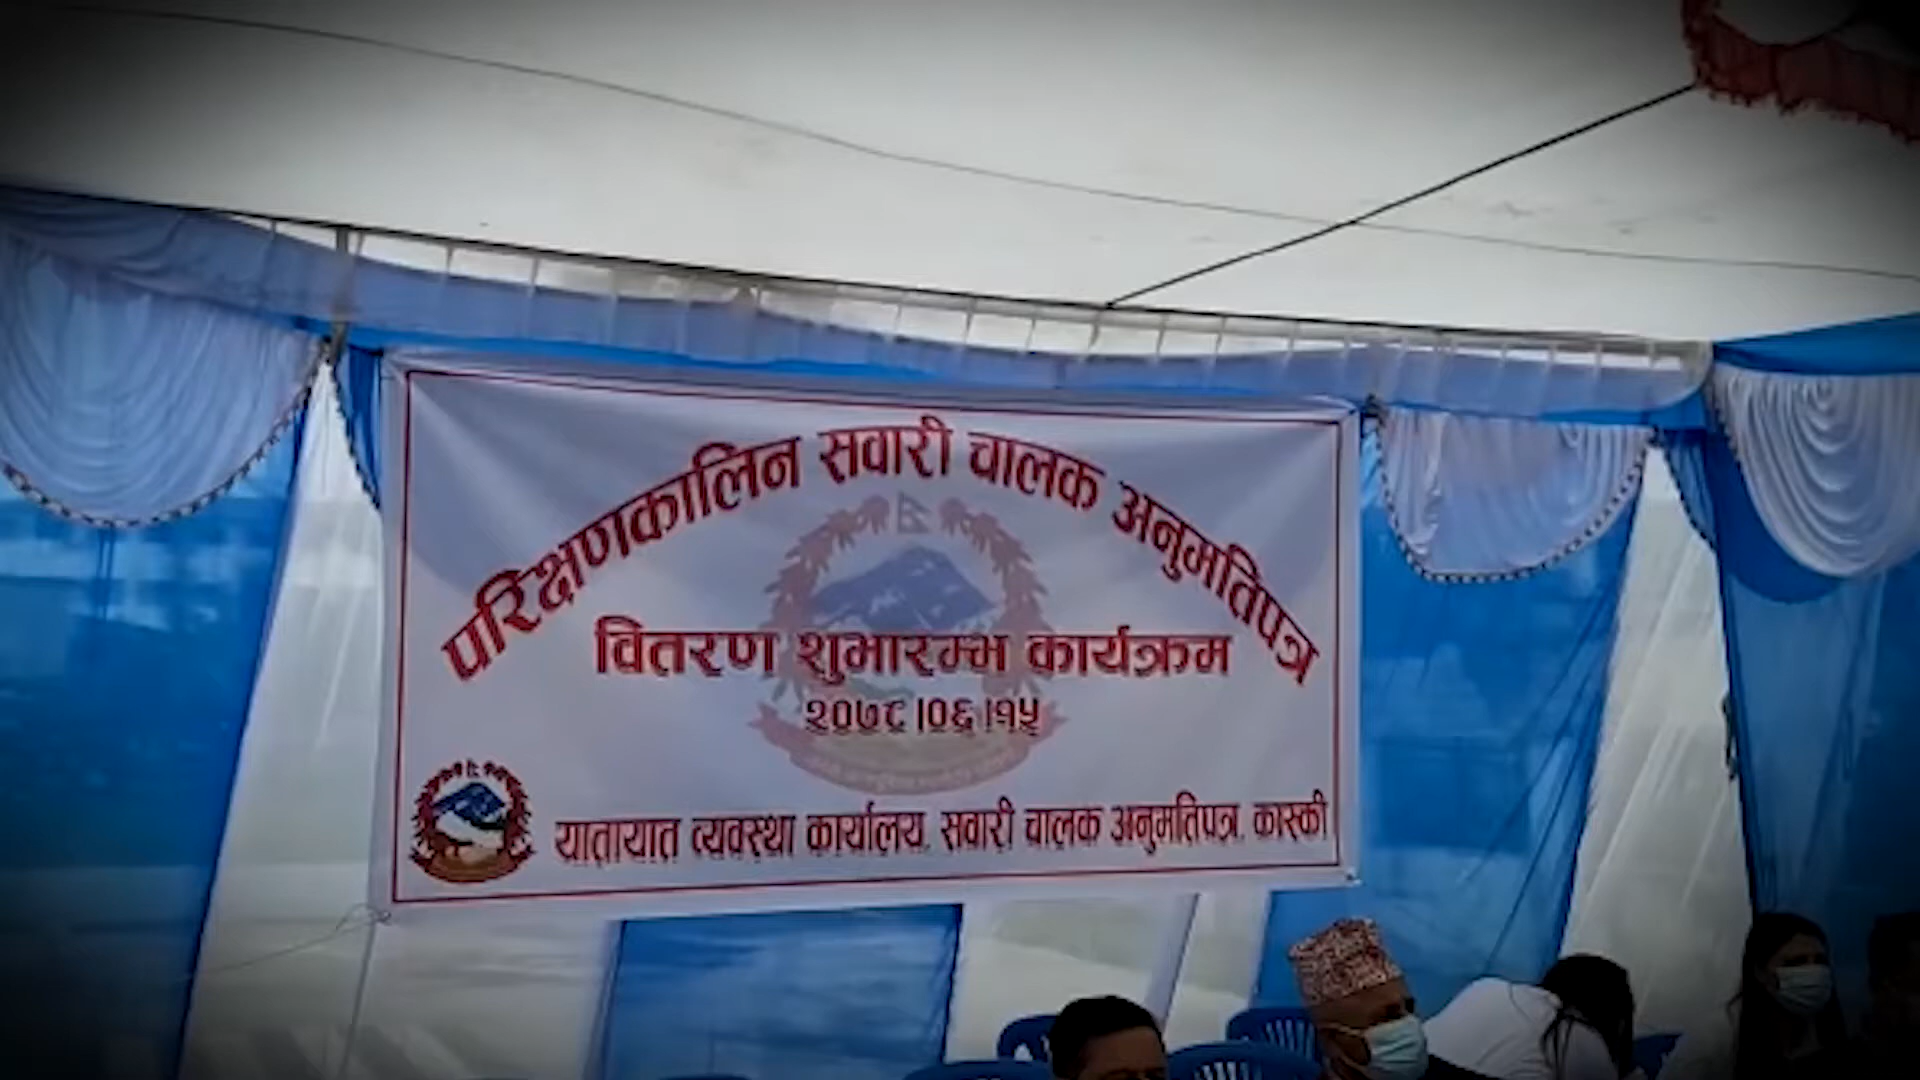 परिक्षणकालिन सवारी चालक अनुमतिपत्र
वितरण शुभारम्भ कार्यक्रम
२०७८।०६।१५
यातायात व्यवस्था कार्यालय, सवारी चालक अनुमतिपत्र, कास्की